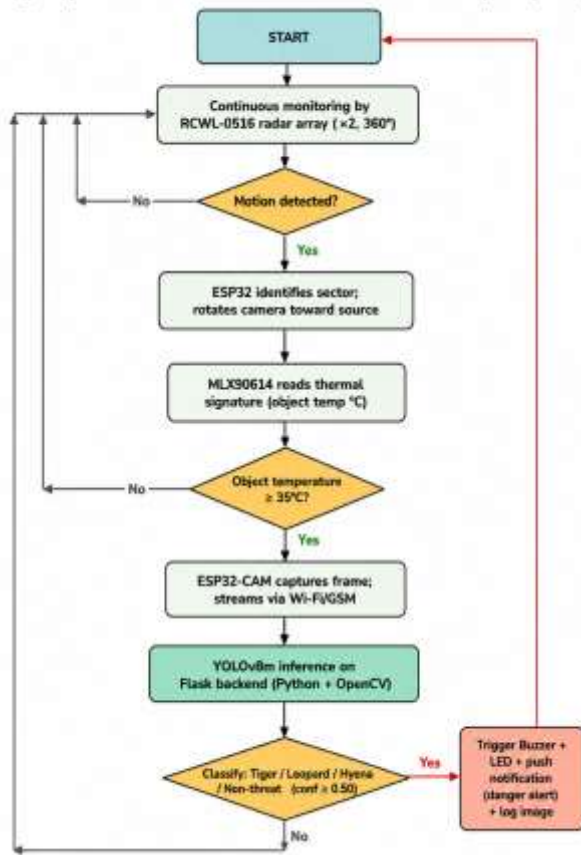 START
Continuous monitoring by
RCWL-0516 radar array (×2, 360°)
Motion detected?
No
Yes
ESP32 identifies sector;
rotates camera toward source
MLX90614 reads thermal
signature (object temp °C)
Object temperature
≥ 35°C?
No
Yes
ESP32-CAM captures frame;
streams via Wi-Fi/GSM
YOLOv8m inference on
Flask backend (Python + OpenCV)
Classify: Tiger / Loopard / Hyena
/ Non-threat (conf ≥ 0.50)
Yes
No
Trigger Buzzer +
LED + push
notification
(danger alert)
+ log image